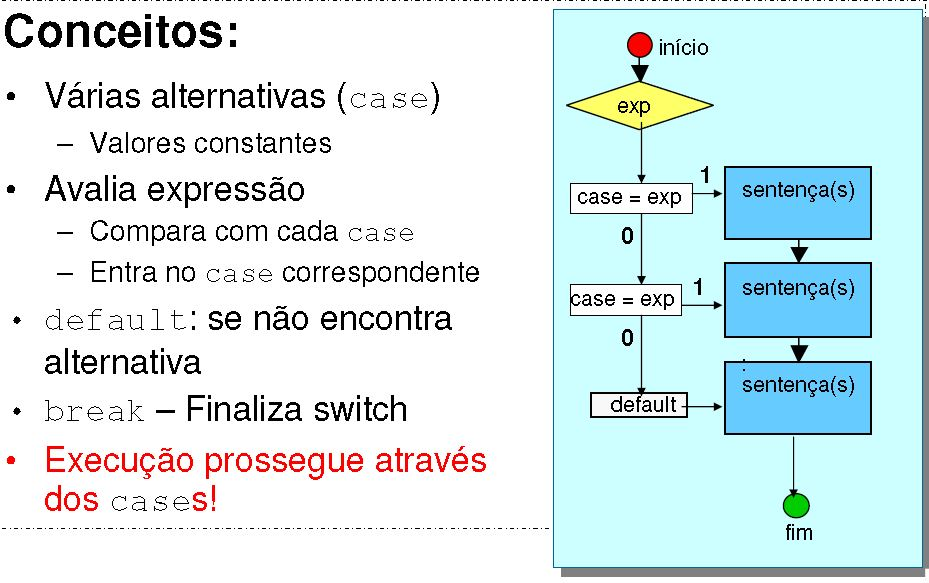 Conceitos:
• Várias alternativas (case)
– Valores constantes
• Avalia expressão
– Compara com cada case
– Entra no case correspondente
• default: se não encontra
alternativa
• break – Finaliza switch
• Execução prossegue através
dos cases!
início
exp
case = exp
1
sentença(s)
0
case = exp
1
sentença(s)
0
default
:
sentença(s)
fim